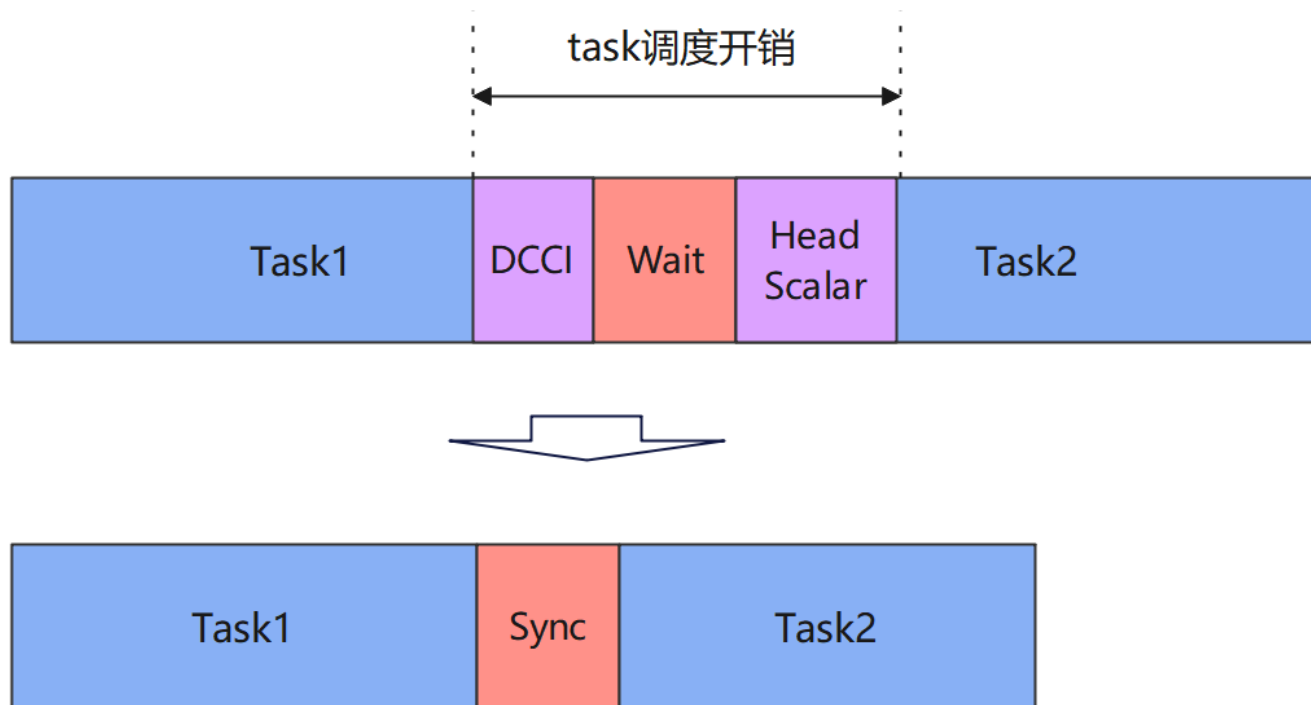 task调度开销
Task1
DCCI
Wait
Head
Scalar
Task2
Task1
Sync
Task2